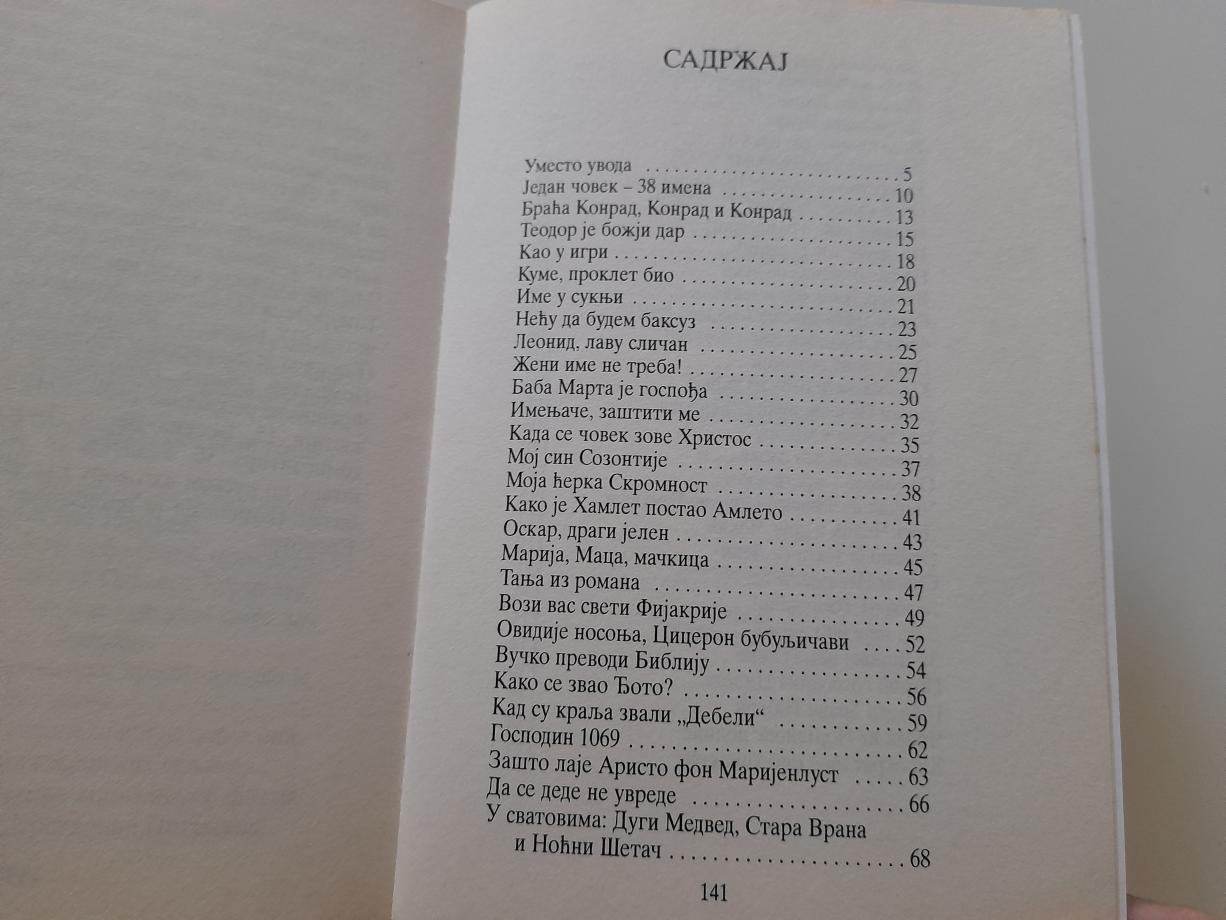 САДРЖАЈ
Уместо увода . . . . . . . . . . . . . . . . . . . . . . . . . . . 5
Један човек – 38 имена . . . . . . . . . . . . . . . . . . 10
Браћа Конрад, Конрад и Конрад . . . . . . . . . . 13
Теодор је божји дар . . . . . . . . . . . . . . . . . . . . . 15
Као у игри . . . . . . . . . . . . . . . . . . . . . . . . . . . . 18
Куме, проклет био . . . . . . . . . . . . . . . . . . . . . . 20
Име у сукњи . . . . . . . . . . . . . . . . . . . . . . . . . . 21
Нећу да будем баксуз . . . . . . . . . . . . . . . . . . . 23
Леонид, лаву сличан . . . . . . . . . . . . . . . . . . . . 25
Жени име не треба! . . . . . . . . . . . . . . . . . . . . . 27
Баба Марта је госпођа . . . . . . . . . . . . . . . . . . 30
Имењаче, заштити ме . . . . . . . . . . . . . . . . . . . 32
Када се човек зове Христос . . . . . . . . . . . . . . 35
Мој син Созонтије . . . . . . . . . . . . . . . . . . . . . . 37
Моја ћерка Скромност . . . . . . . . . . . . . . . . . . 38
Како је Хамлет постао Амлето . . . . . . . . . . . 41
Оскар, драги јелен . . . . . . . . . . . . . . . . . . . . . . 43
Марија, Маца, мачкица . . . . . . . . . . . . . . . . . . 45
Тања из романа . . . . . . . . . . . . . . . . . . . . . . . . 47
Вози вас свети Фијакрије . . . . . . . . . . . . . . . . 49
Овидије носоња, Цицерон бубуљичави . . . . 52
Вучко преводи Библију . . . . . . . . . . . . . . . . . . 54
Како се звао Ђото? . . . . . . . . . . . . . . . . . . . . . 56
Кад су краља звали „Дебели“ . . . . . . . . . . . . 59
Господин 1069 . . . . . . . . . . . . . . . . . . . . . . . . . 62
Зашто лаје Аристо фон Маријенлуст . . . . . 63
Да се деде не увреде . . . . . . . . . . . . . . . . . . . . 66
У сватовима: Дуги Медвед, Стара Врана
и Ноћни Шетач . . . . . . . . . . . . . . . . . . . . . . . 68
141